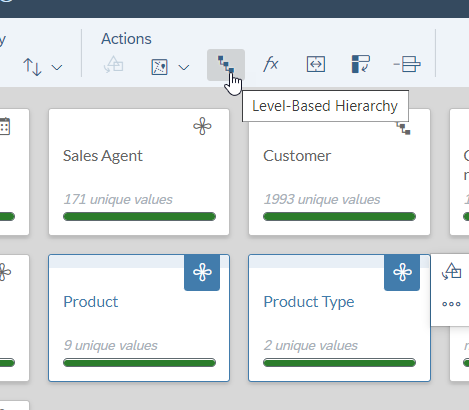 y
Actions
fx
Level-Based Hierarchy
Sales Agent
Customer
171 unique values
1993 unique values
Product
Product Type
9 unique values
2 unique values